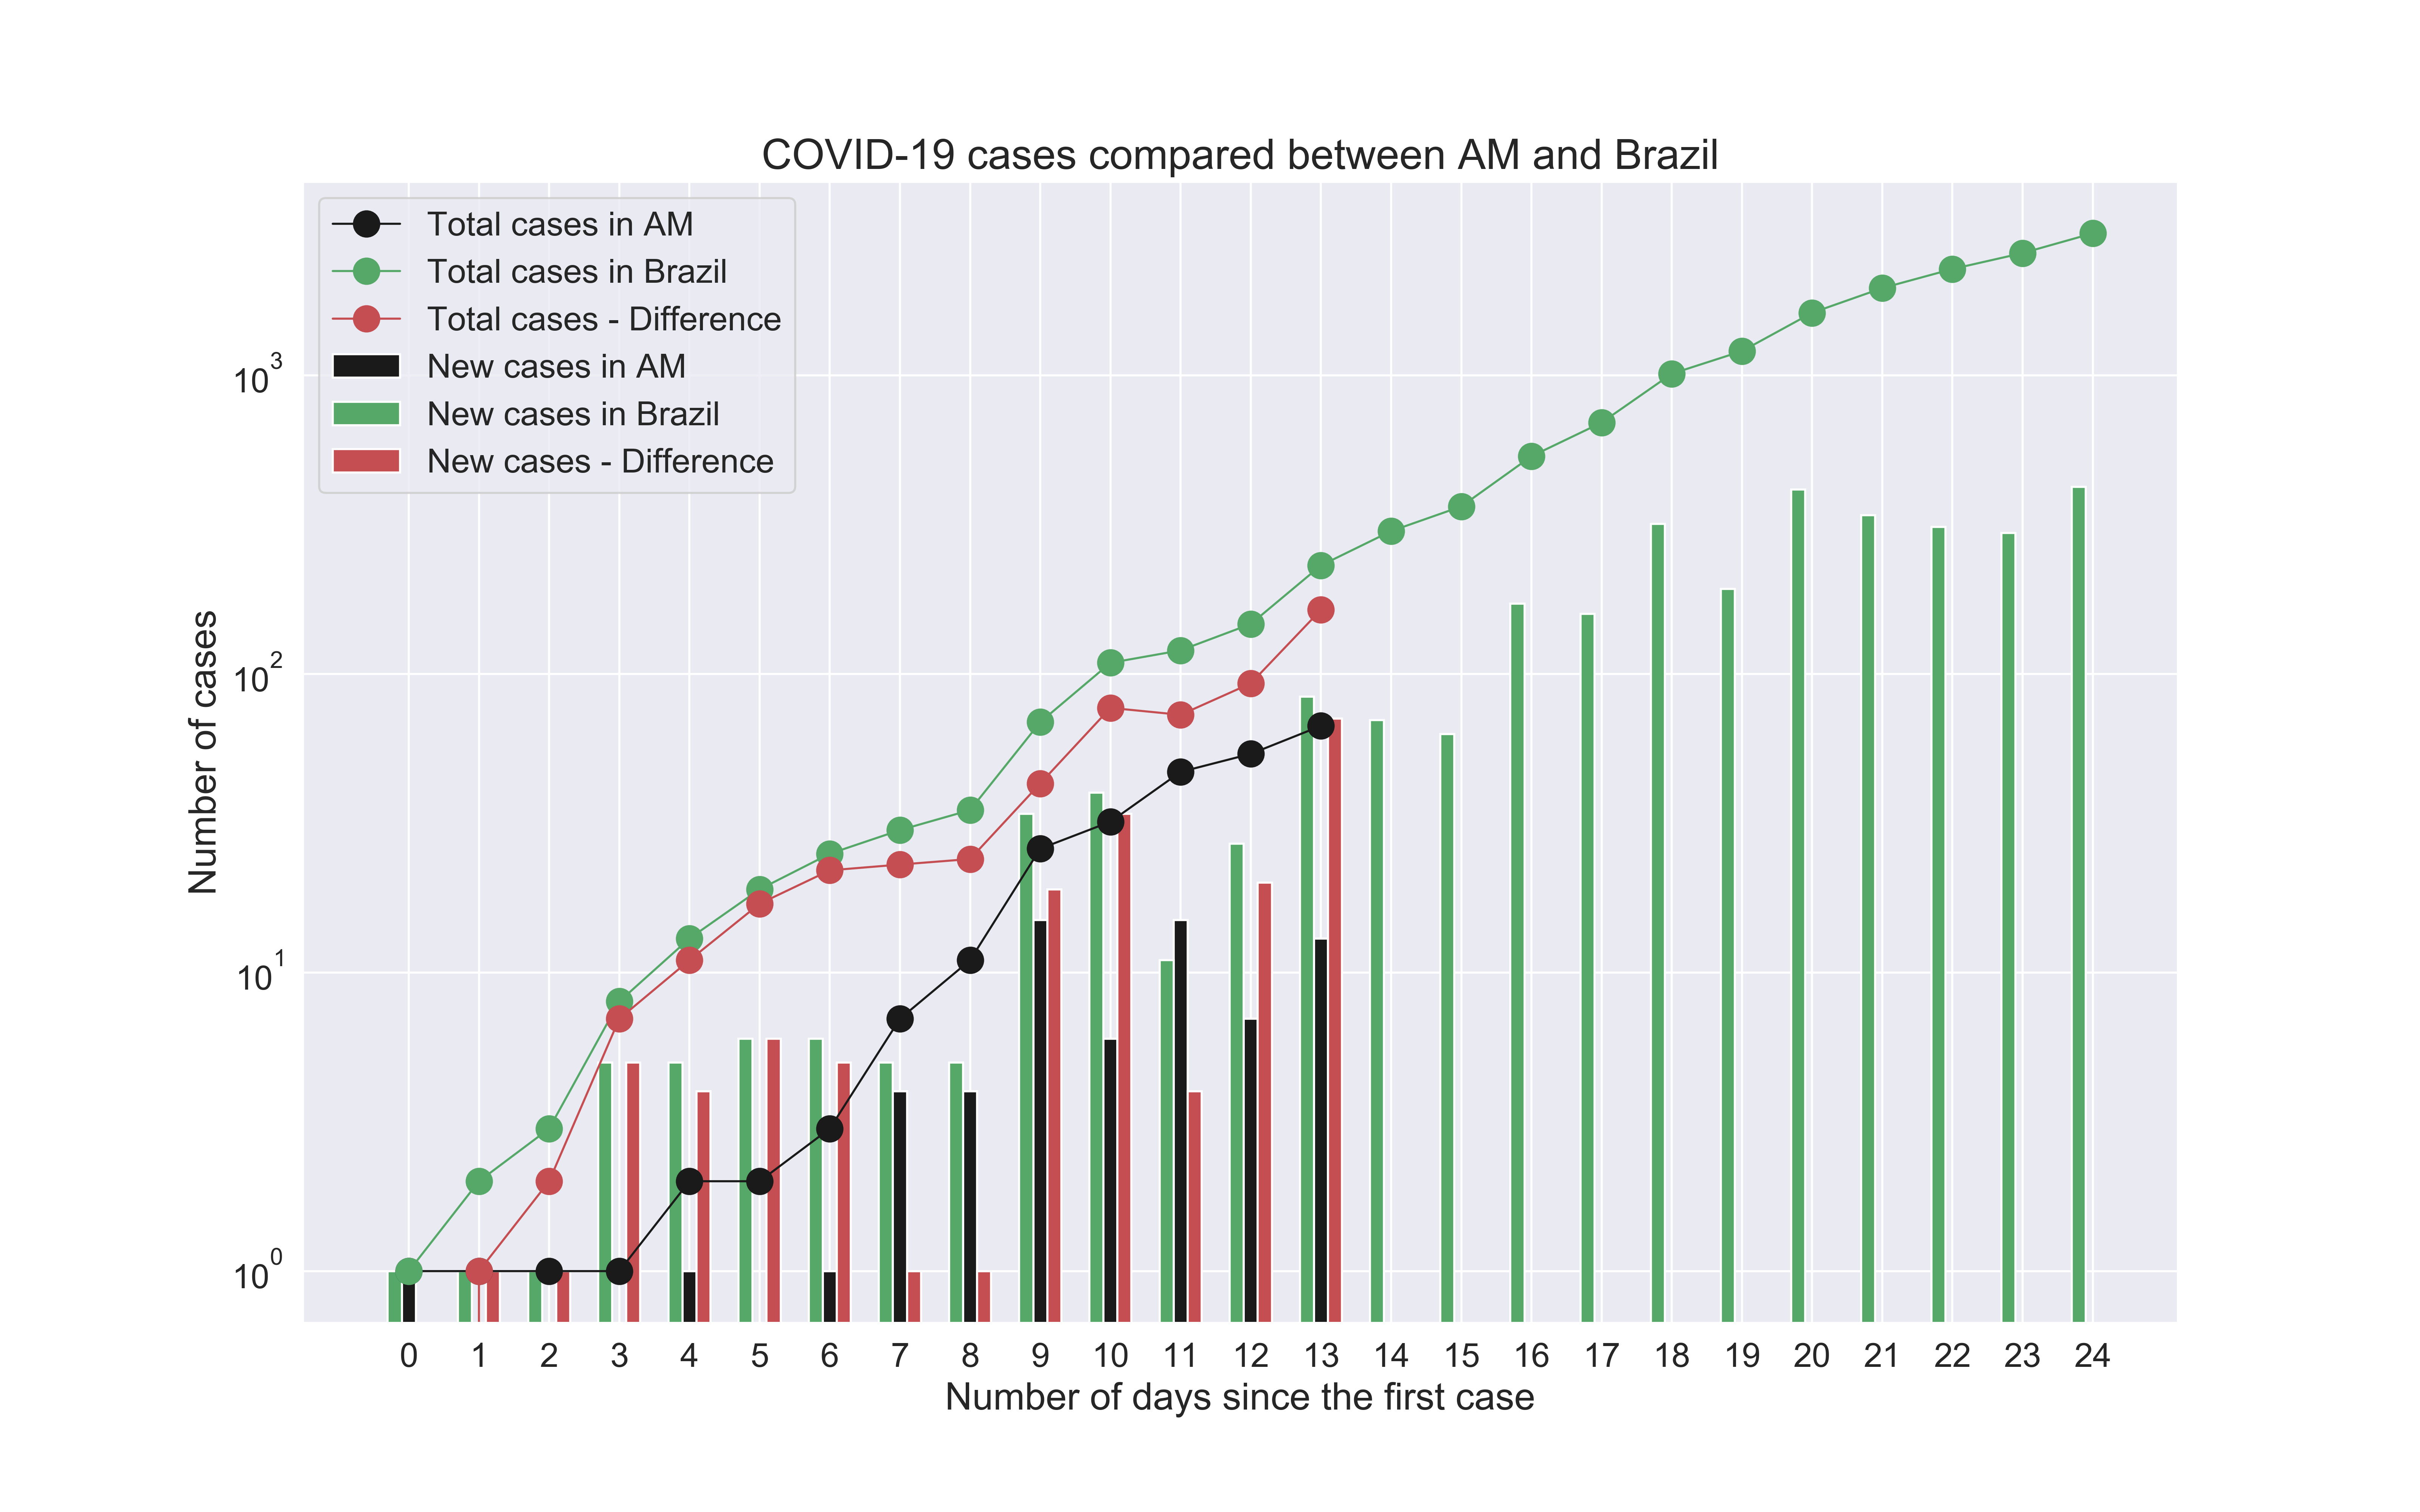 COVID-19 cases compared between AM and Brazil
Total cases in AM
Total cases in Brazil
Total cases - Difference
New cases in AM
New cases in Brazil
New cases - Difference
Number of cases
10³
10²
10¹
10⁰
0 1 2 3 4 5 6 7 8 9 10 11 12 13 14 15 16 17 18 19 20 21 22 23 24
Number of days since the first case